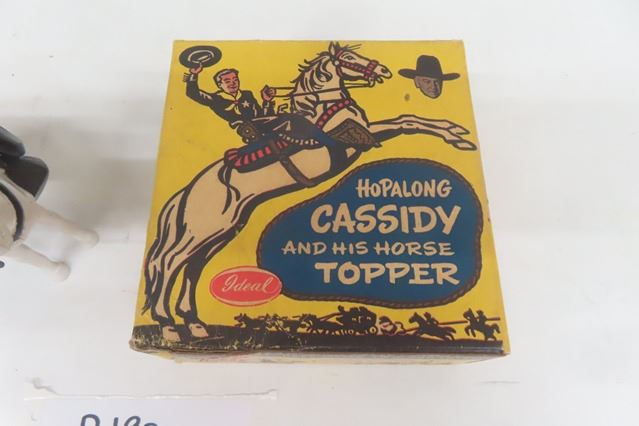 HOPALONG
CASSIDY
AND HIS HORSE
TOPPER
Ideal